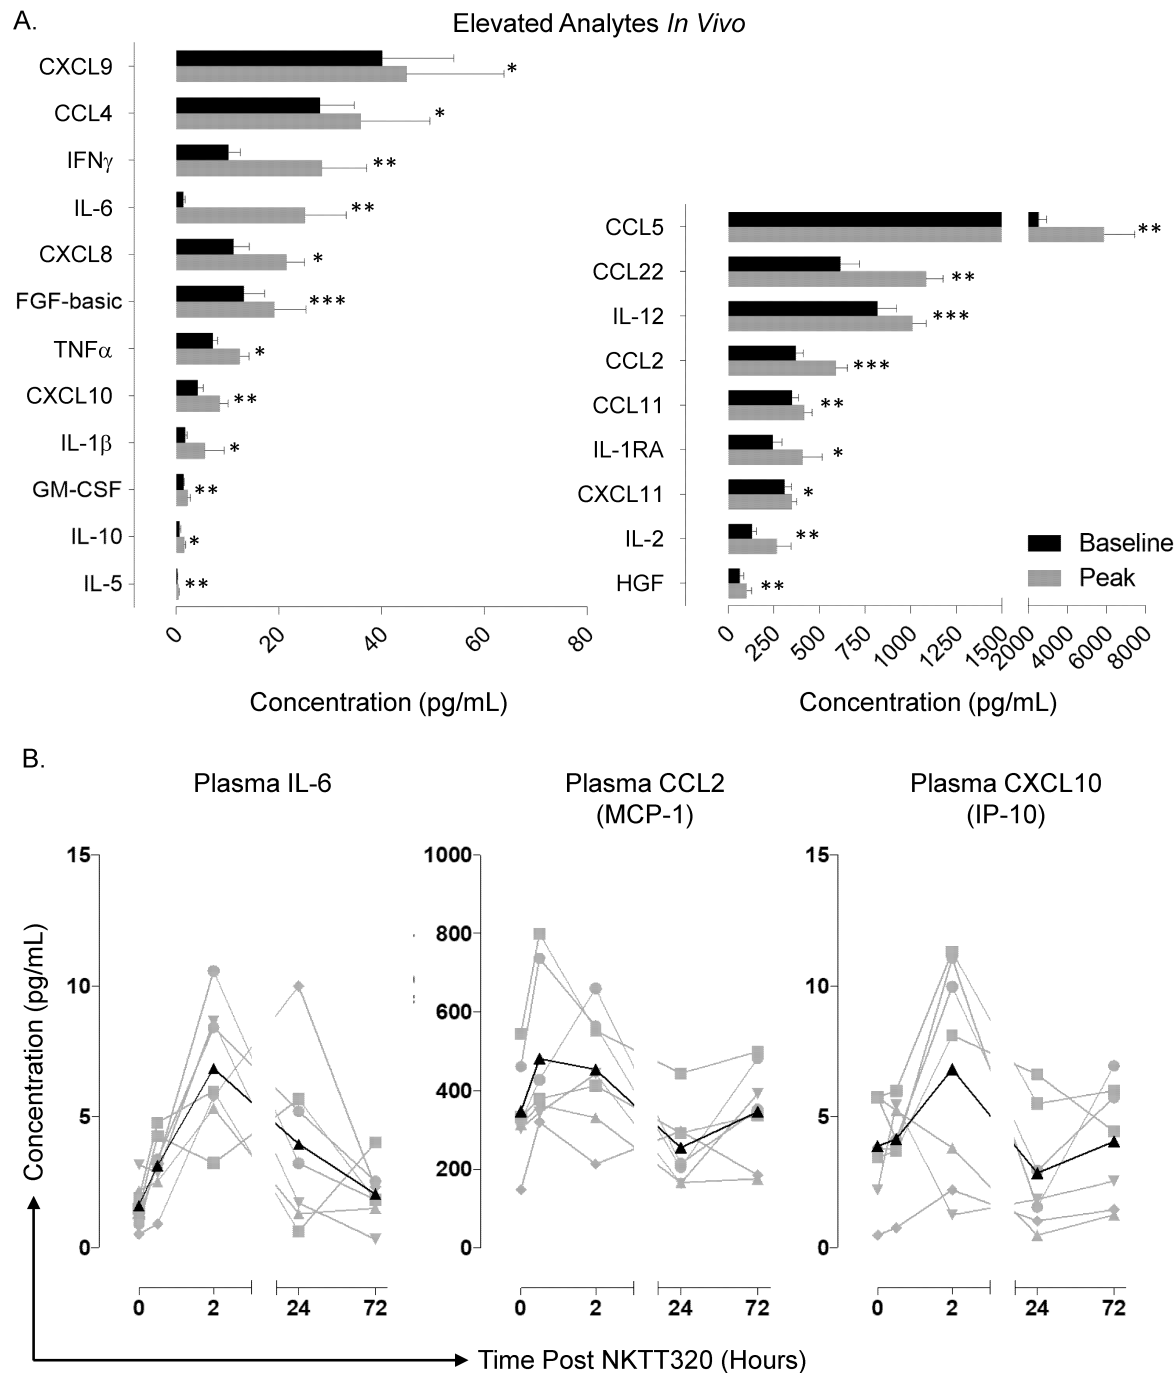 A.
Elevated Analytes In Vivo
CXCL9
*
CCL4
*
IFNγ
**
IL-6
**
CXCL8
*
FGF-basic
***
TNFα
*
CXCL10
**
IL-1β
*
GM-CSF
**
IL-10
*
IL-5
**
0 20 40 60 80
Concentration (pg/mL)
CCL5
**
CCL22
**
IL-12
***
CCL2
***
CCL11
**
IL-1RA
*
CXCL11
*
IL-2
**
HGF
**
Baseline
Peak
0 250 500 750 1000 1250 1500 2000 4000 6000 8000
Concentration (pg/mL)
B.
Plasma IL-6
15
10
5
0
0 2 24 72
Plasma CCL2
(MCP-1)
1000
800
600
400
200
0
0 2 24 72
Plasma CXCL10
(IP-10)
15
10
5
0
0 2 24 72
Concentration (pg/mL)
Time Post NKTT320 (Hours)